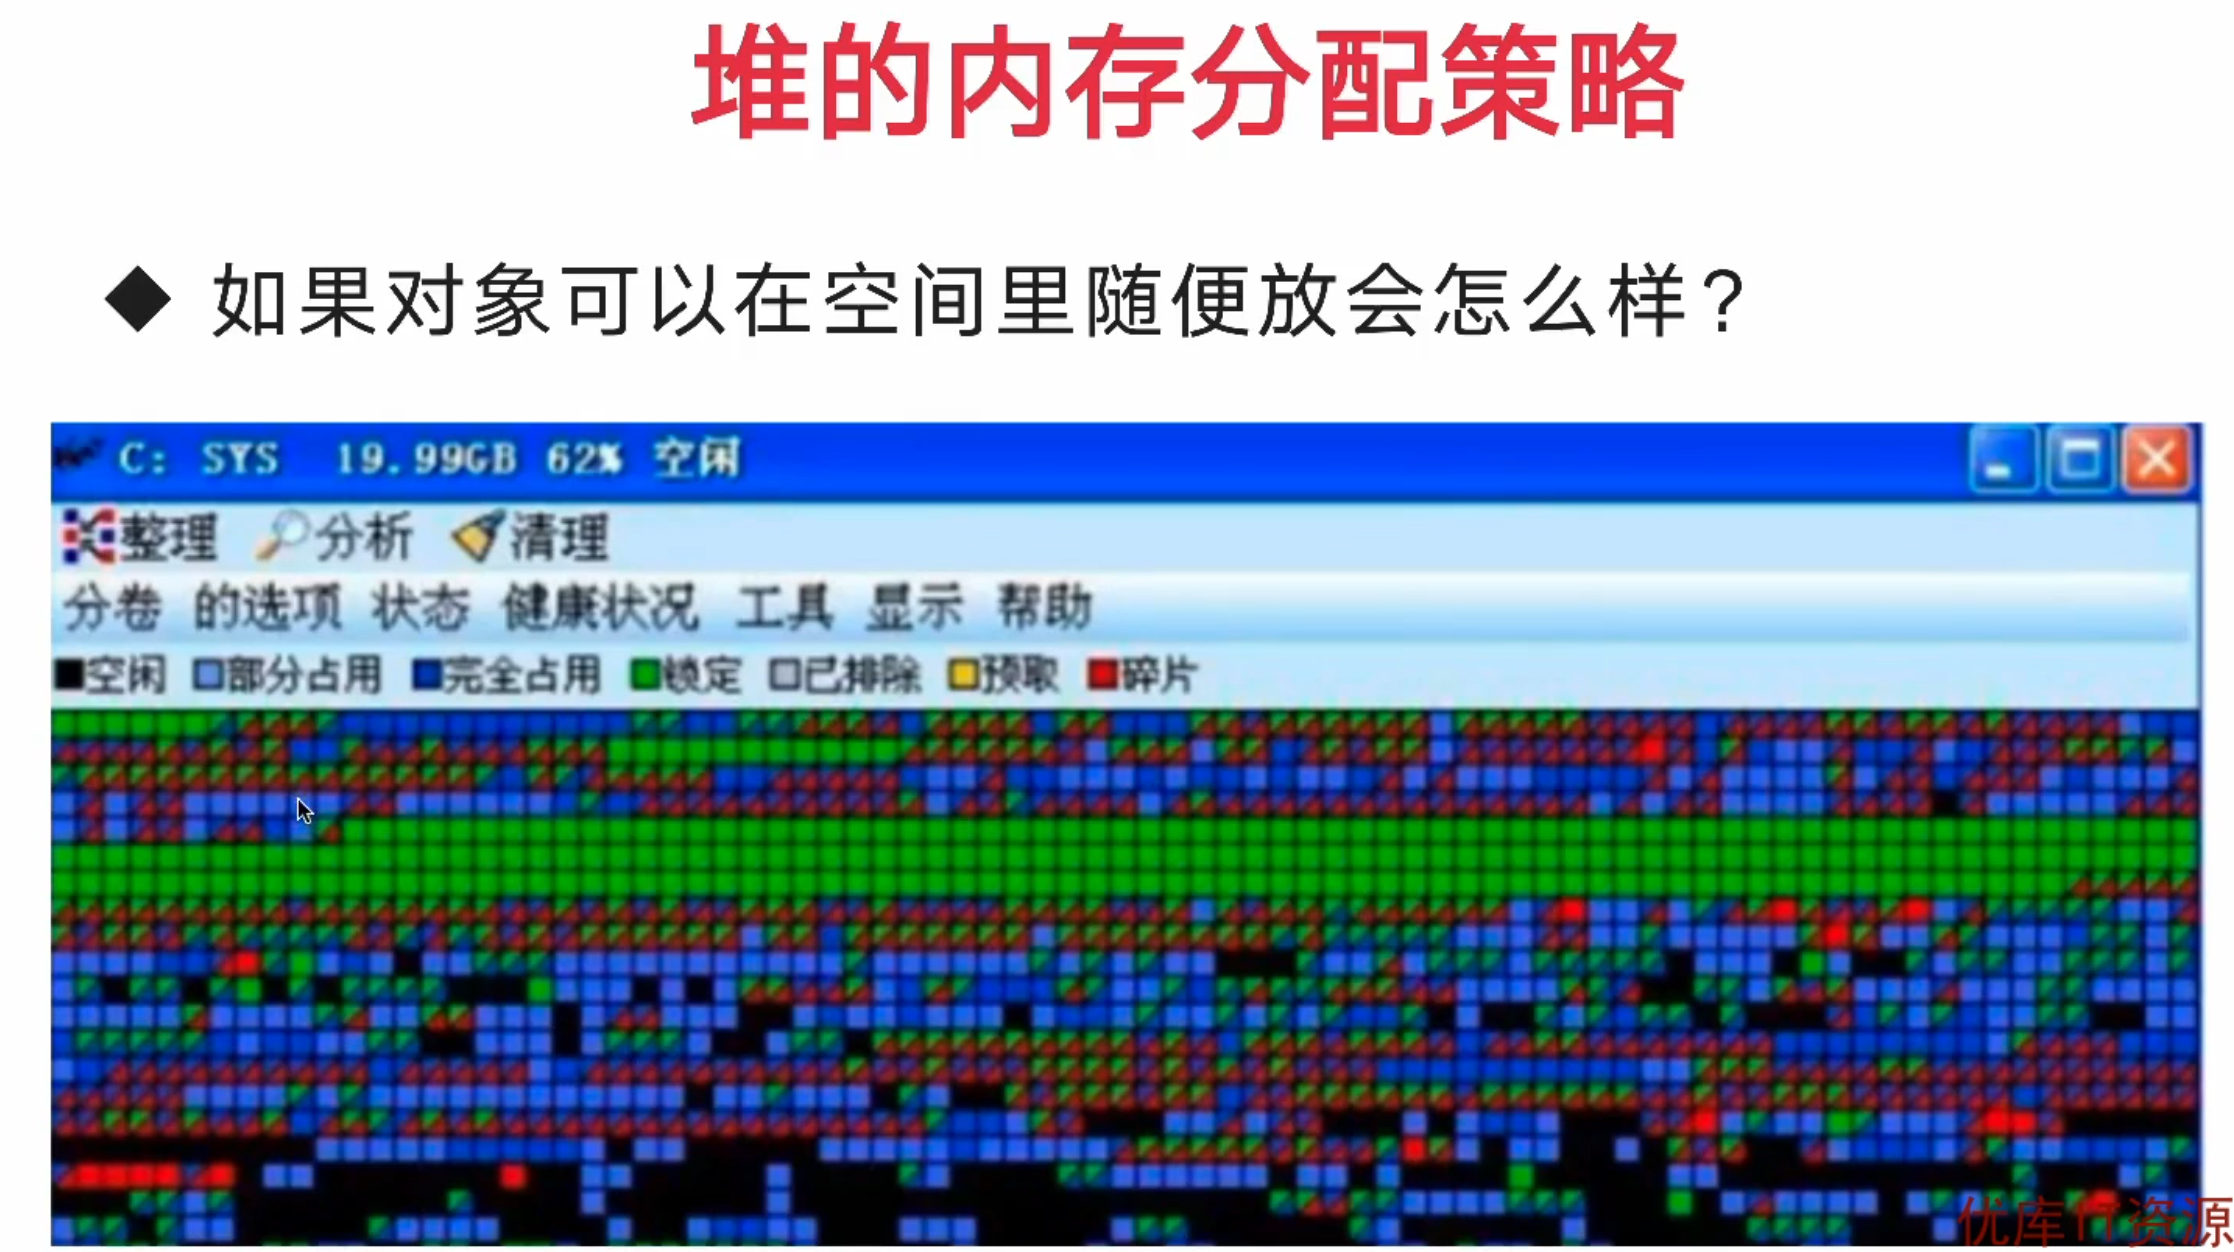 堆的内存分配策略
◆ 如果对象可以在空间里随便放会怎么样？
C: SYS 19.99GB 62% 空闲
整理 分析 清理
分卷 的选项 状态 健康状况 工具 显示 帮助
空闲 部分占用 完全占用 锁定 已排除 预取 碎片
优库IT资源